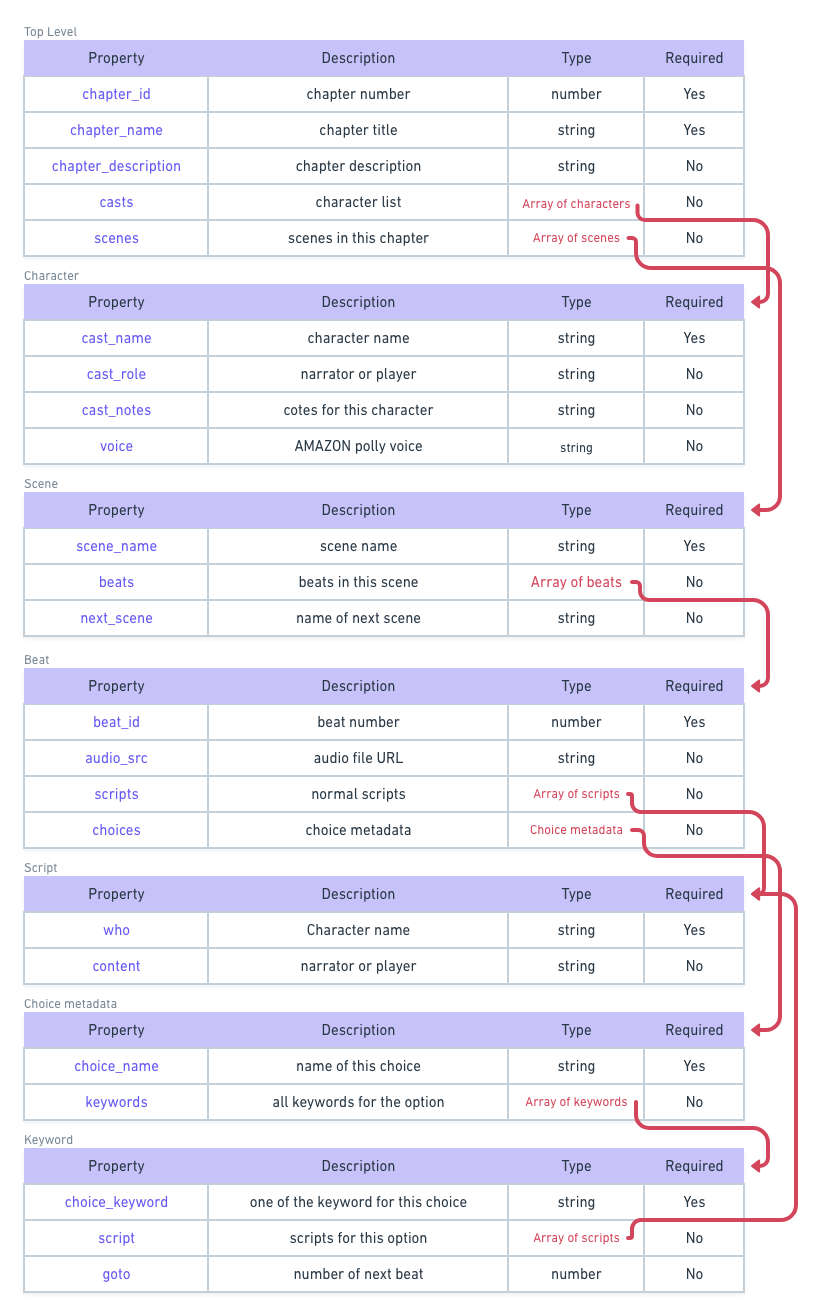 Top Level
Property Description Type Required
chapter_id chapter number number Yes
chapter_name chapter title string Yes
chapter_description chapter description string No
casts character list Array of characters No
scenes scenes in this chapter Array of scenes No
Character
Property Description Type Required
cast_name character name string Yes
cast_role narrator or player string No
cast_notes cotes for this character string No
voice AMAZON polly voice string No
Scene
Property Description Type Required
scene_name scene name string Yes
beats beats in this scene Array of beats No
next_scene name of next scene string No
Beat
Property Description Type Required
beat_id beat number number Yes
audio_src audio file URL string No
scripts normal scripts Array of scripts No
choices choice metadata Choice metadata No
Script
Property Description Type Required
who Character name string Yes
content narrator or player string No
Choice metadata
Property Description Type Required
choice_name name of this choice string Yes
keywords all keywords for the option Array of keywords No
Keyword
Property Description Type Required
choice_keyword one of the keyword for this choice string Yes
script scripts for this option Array of scripts No
goto number of next beat number No